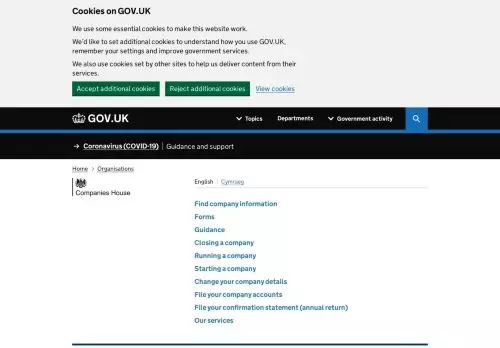 Cookies on GOV.UK
We use some essential cookies to make this website work.
We'd like to set additional cookies to understand how you use GOV.UK,
remember your settings and improve government services.
We also use cookies set by other sites to help us deliver content from their
services.
Accept additional cookies Reject additional cookies View cookies
GOV.UK Topics Departments Government activity
→ Coronavirus (COVID-19) | Guidance and support
Home > Organisations
Companies House
English Cymraeg
Find company information
Forms
Guidance
Closing a company
Running a company
Starting a company
Change your company details
File your company accounts
File your confirmation statement (annual return)
Our services